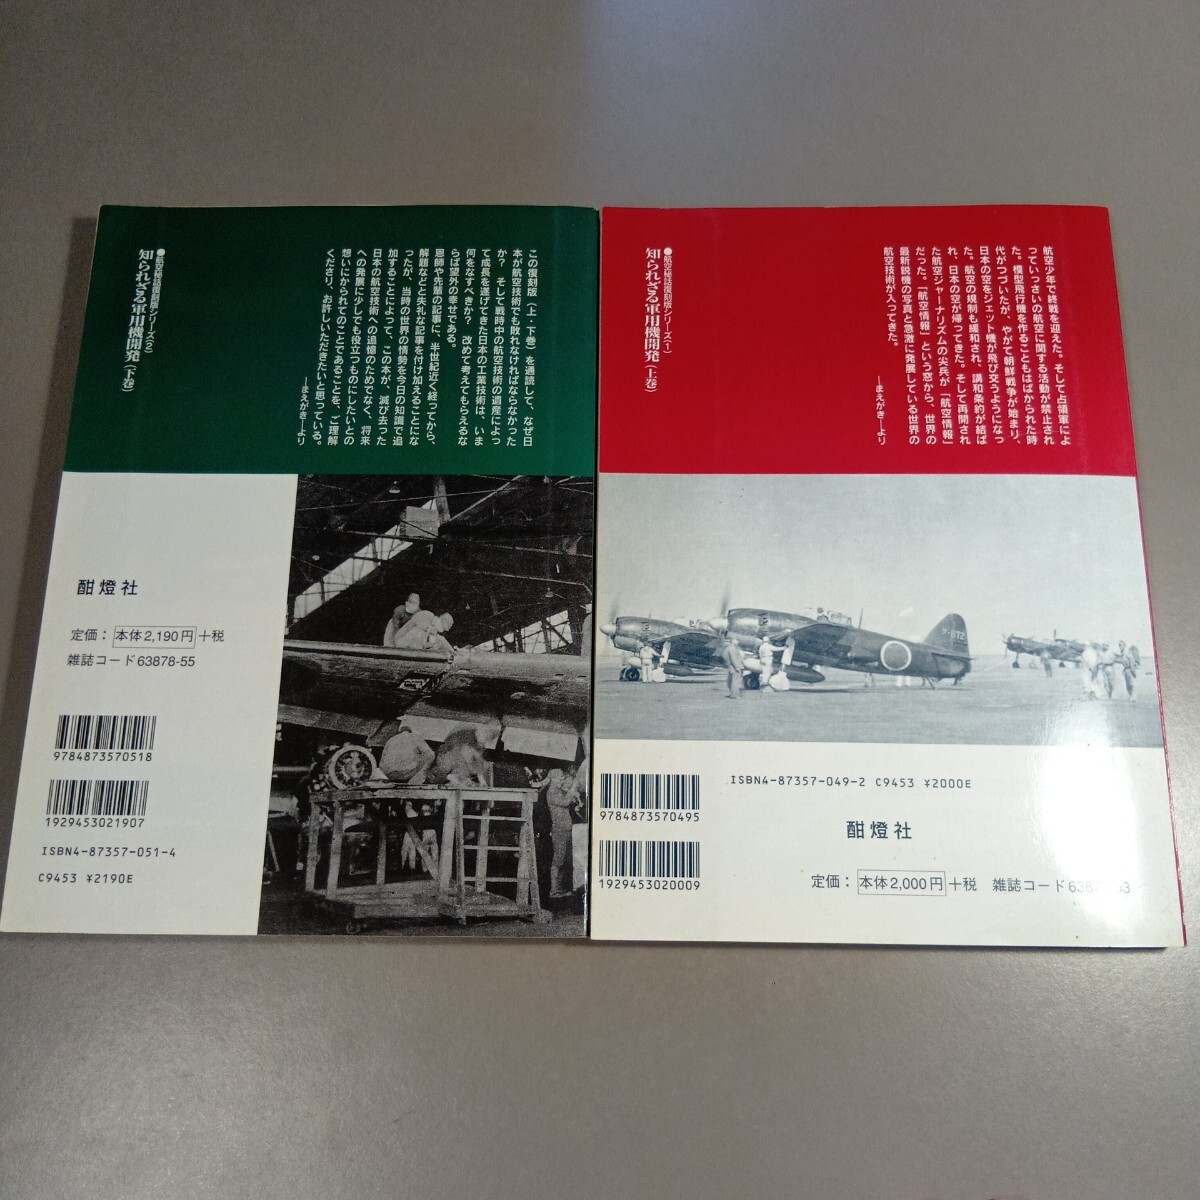 この復刻版（上・下巻）を通読して、なぜ日
本が航空技術でも敗れなければならなかった
か？　そして戦時中の航空技術の遺産によっ
て成長を遂げてきた日本の工業技術は、いま
何をなすべきか？　改めて考えてもらえるな
らば望外の幸せである。
恩師や先輩の記事に、半世紀近く経ってから、
解題などと失礼な記事を付け加えることにな
ったが、当時の世界の情勢を今日の知識で追
加することによって、この本が、滅び去った
日本の航空技術への追憶のためでなく、将来
への発展に少しでも役立つものにしたいとの
想いにかられてのことであることを、ご理解
くださり、お許しいただきたいと思っている。
—まえがき—より
●航空秘話復刻版シリーズ(2)
知られざる軍用機開発（下巻）
酣燈社
定価：本体2,190円+税
雑誌コード63878-55
9784873570518
1929453021907
ISBN4-87357-051-4
C9453 ¥2190E
航空少年で終戦を迎えた。そして占領軍によ
っていっさいの航空に関する活動が禁止され
た。模型飛行機を作ることもはばかられた時
代がつづいたが、やがて朝鮮戦争が始まり、
日本の空をジェット機が飛び交うようになっ
た。航空の規制も緩和され、講和条約が結ば
れ、日本の空が帰ってきた。そして再開され
た航空ジャーナリズムの尖兵が「航空情報」
だった。「航空情報」という窓から、世界の
最新鋭機の写真と急激に発展している世界の
航空技術が入ってきた。
—まえがき—より
●航空秘話復刻版シリーズ(1)
知られざる軍用機開発（上巻）
ISBN4-87357-049-2 C9453 ¥2000E
9784873570495
酣燈社
1929453020009
定価：本体2,000円+税　雑誌コード63878-53